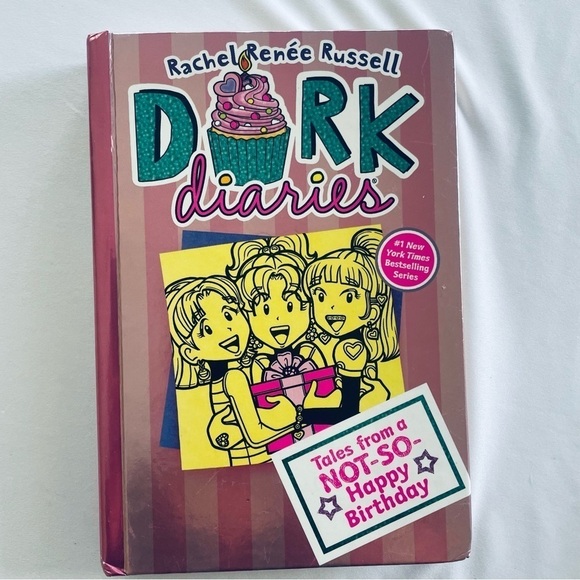 Rachel Renée Russell
DORK
diaries®
#1 New
York Times
Bestselling
Series
Tales from a
NOT-SO-
Happy
Birthday